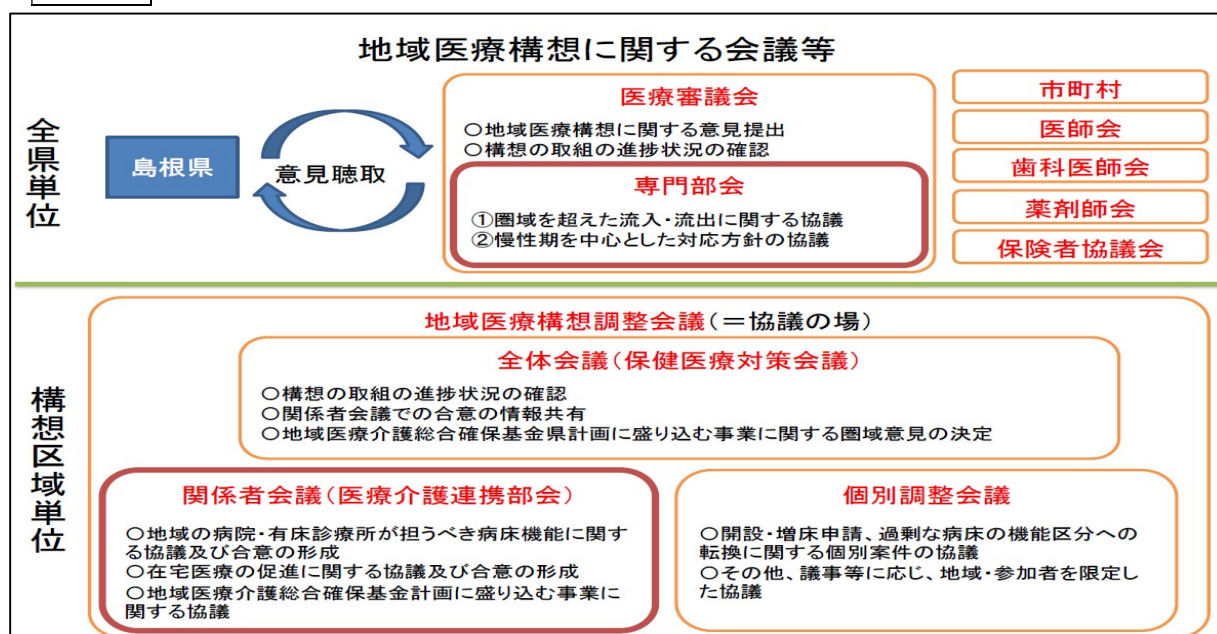 地域医療構想に関する会議等
全県単位
島根県
意見聴取
医療審議会
○地域医療構想に関する意見提出
○構想の取組の進捗状況の確認
専門部会
①圏域を超えた流入・流出に関する協議
②慢性期を中心とした対応方針の協議
市町村
医師会
歯科医師会
薬剤師会
保険者協議会
構想区域単位
地域医療構想調整会議(＝協議の場)
全体会議(保健医療対策会議)
○構想の取組の進捗状況の確認
○関係者会議での合意の情報共有
○地域医療介護総合確保基金県計画に盛り込む事業に関する圏域意見の決定
関係者会議(医療介護連携部会)
○地域の病院・有床診療所が担うべき病床機能に関す
る協議及び合意の形成
○在宅医療の促進に関する協議及び合意の形成
○地域医療介護総合確保基金計画に盛り込む事業に
関する協議
個別調整会議
○開設・増床申請、過剰な病床の機能区分への
転換に関する個別案件の協議
○その他、議事等に応じ、地域・参加者を限定し
た協議